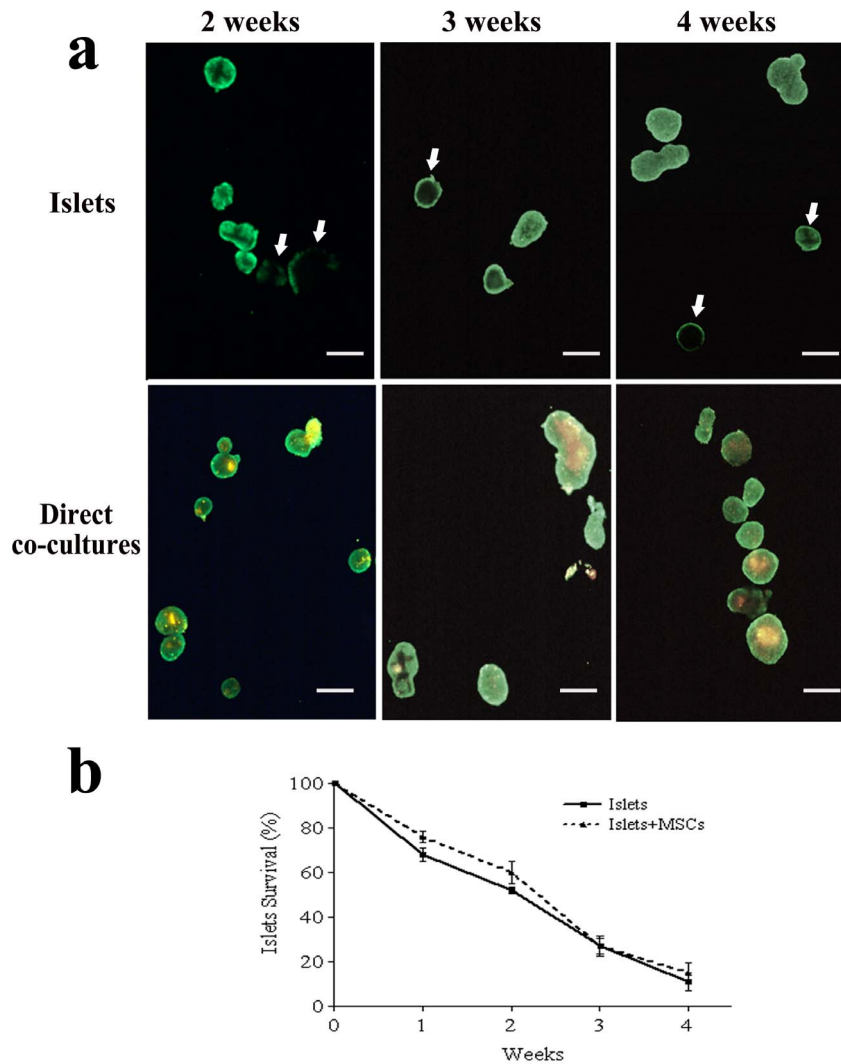 a
2 weeks 3 weeks 4 weeks
Islets
Direct
co-cultures
b
100
80
60
40
20
0
Islets Survival (%)
Islets
Islets+MSCs
0 1 2 3 4
Weeks